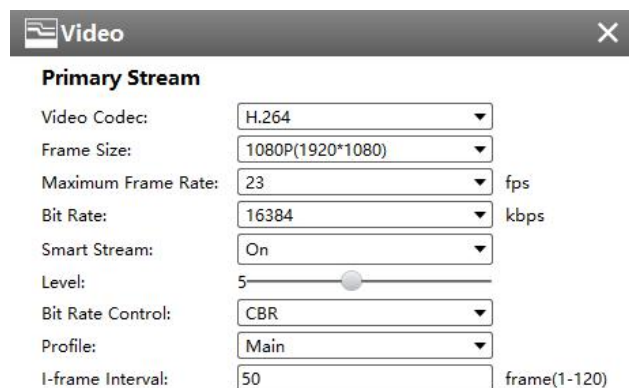 Video
Primary Stream
Video Codec: H.264
Frame Size: 1080P(1920*1080)
Maximum Frame Rate: 23 fps
Bit Rate: 16384 kbps
Smart Stream: On
Level: 5
Bit Rate Control: CBR
Profile: Main
I-frame Interval: 50 frame(1-120)